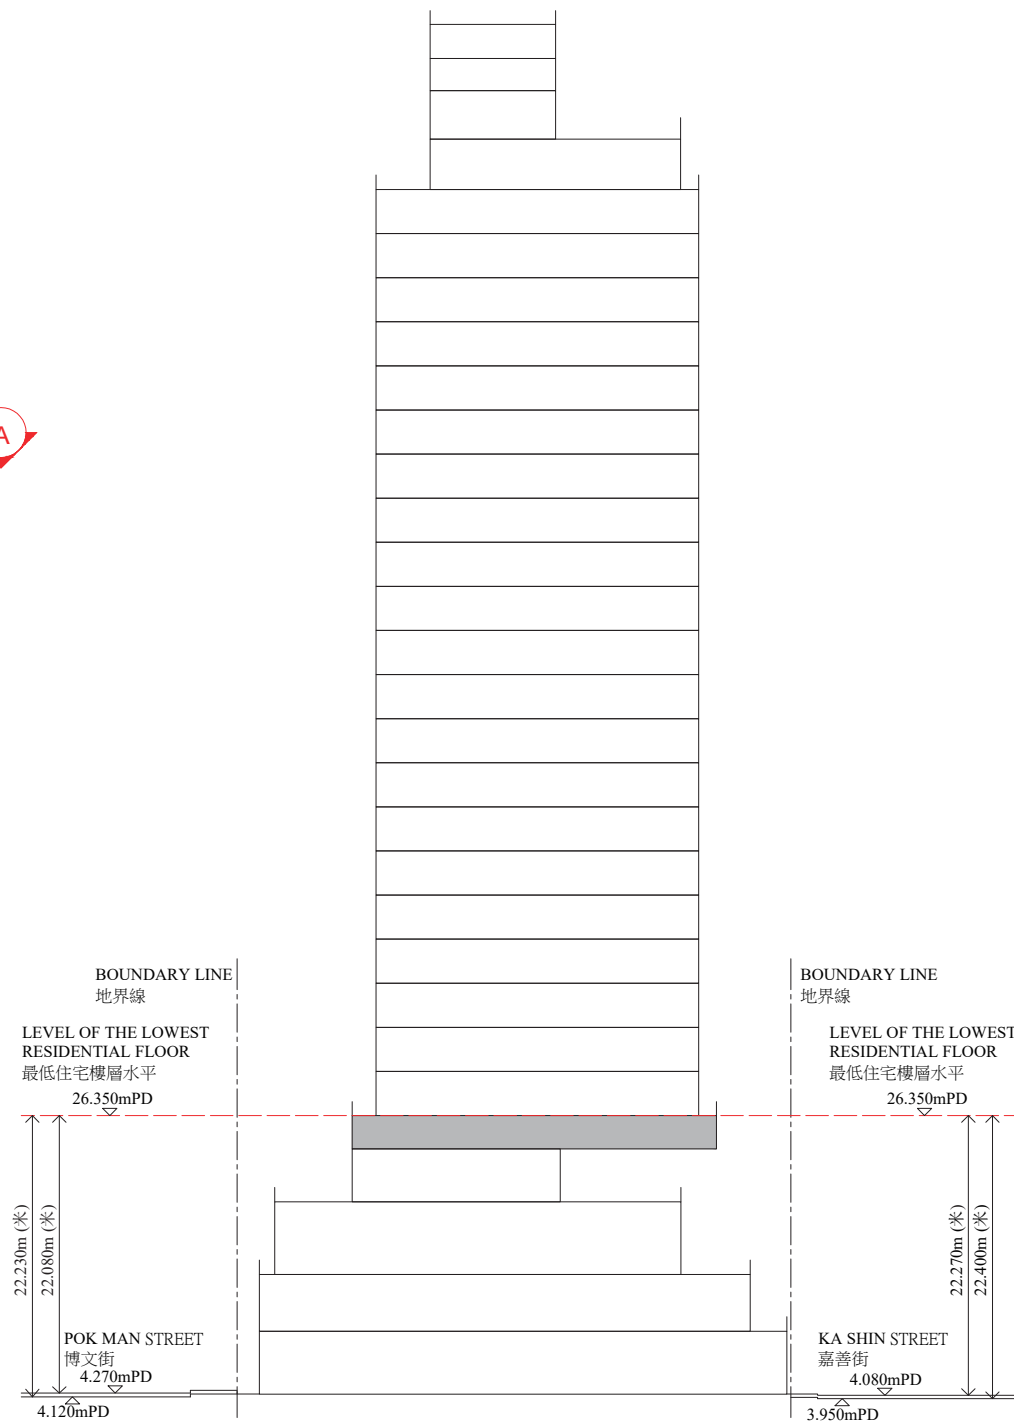 A
BOUNDARY LINE
地界線
LEVEL OF THE LOWEST
RESIDENTIAL FLOOR
最低住宅樓層水平
26.350mPD
22.230m (米)
22.080m (米)
POK MAN STREET
博文街
4.270mPD
4.120mPD
BOUNDARY LINE
地界線
LEVEL OF THE LOWEST
RESIDENTIAL FLOOR
最低住宅樓層水平
26.350mPD
22.270m (米)
22.400m (米)
KA SHIN STREET
嘉善街
4.080mPD
3.950mPD